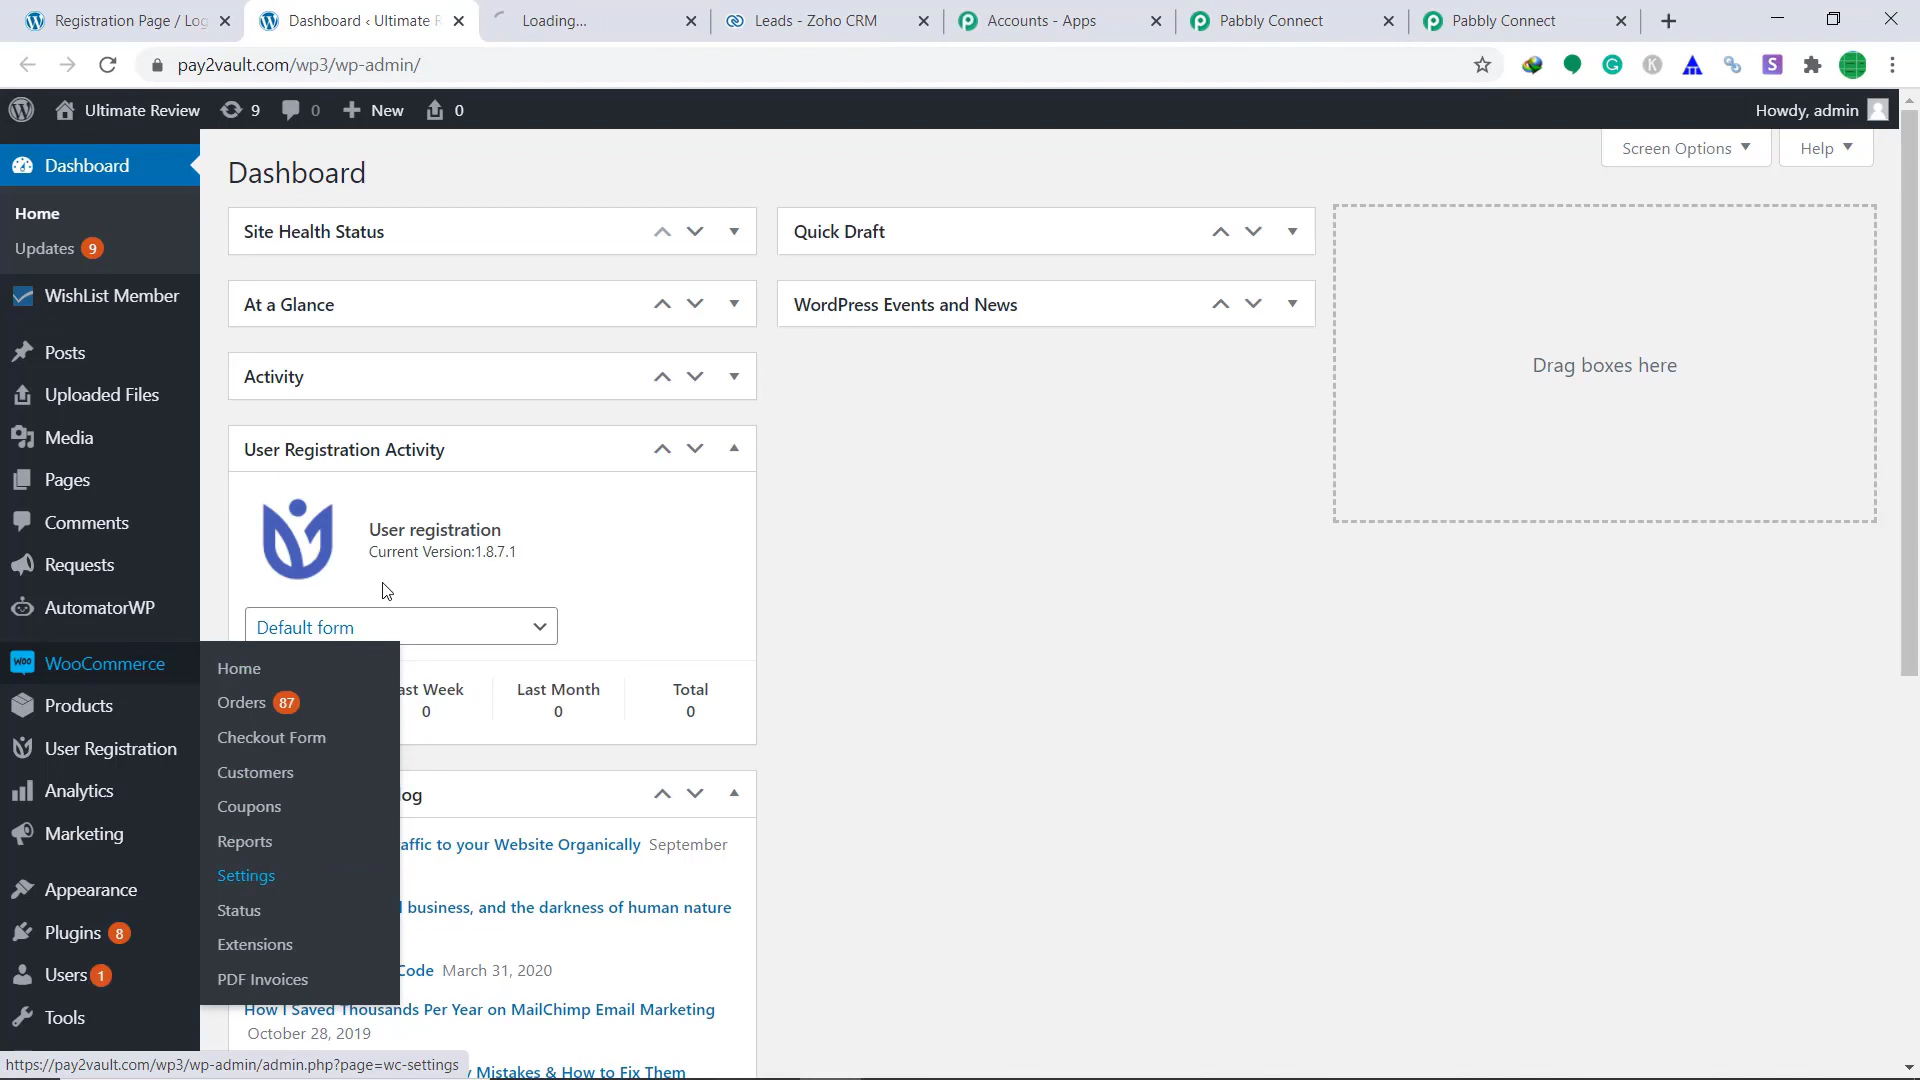 Registration Page / Log
Dashboard ‹ Ultimate R
Loading...
Leads - Zoho CRM
Accounts - Apps
Pabbly Connect
Pabbly Connect
pay2vault.com/wp3/wp-admin/
Ultimate Review
9
0
New
0
Howdy, admin
Screen Options
Help
Dashboard
Home
Updates 9
WishList Member
Posts
Uploaded Files
Media
Pages
Comments
Requests
AutomatorWP
WooCommerce
Products
User Registration
Analytics
Marketing
Appearance
Plugins 8
Users 1
Tools
Home
Orders 87
Checkout Form
Customers
Coupons
Reports
Settings
Status
Extensions
PDF Invoices
Dashboard
Site Health Status
At a Glance
Activity
User Registration Activity
User registration
Current Version:1.8.7.1
Default form
ast Week
0
Last Month
0
Total
0
og
affic to your Website Organically September
business, and the darkness of human nature
Code March 31, 2020
How I Saved Thousands Per Year on MailChimp Email Marketing
October 28, 2019
y Mistakes & How to Fix Them
Quick Draft
WordPress Events and News
Drag boxes here
https://pay2vault.com/wp3/wp-admin/admin.php?page=wc-settings